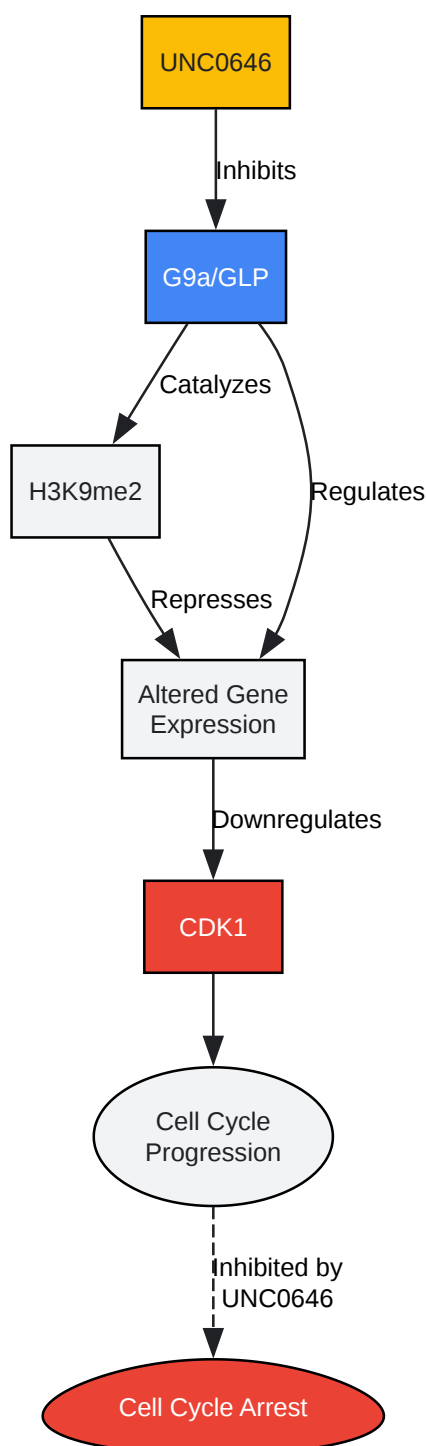 UNC0646
Inhibits
G9a/GLP
Catalyzes
H3K9me2
Regulates
Represses
Altered Gene
Expression
Downregulates
CDK1
Cell Cycle
Progression
Inhibited by
UNC0646
Cell Cycle Arrest